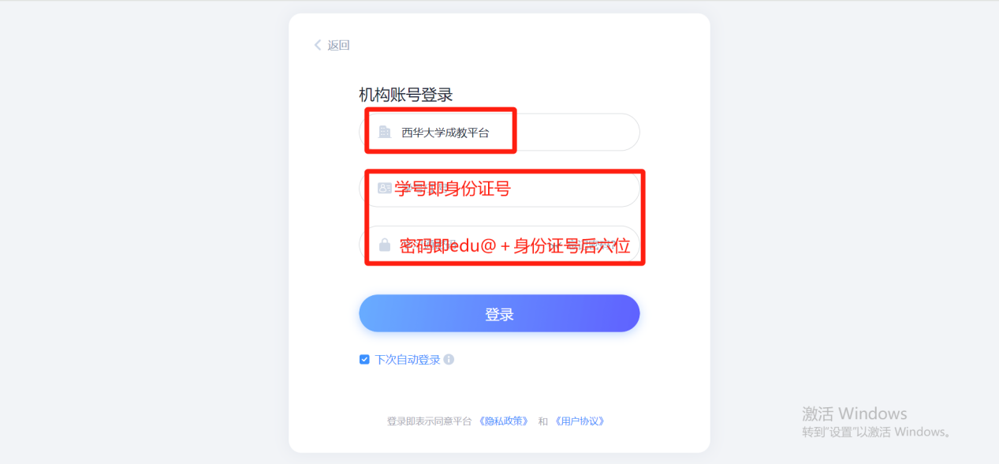 返回
机构账号登录
西华大学成教平台
学号即身份证号
密码即edu@＋身份证号后六位
登录
下次自动登录
登录即表示同意平台《隐私政策》 和 《用户协议》
激活 Windows
转到"设置"以激活 Windows。